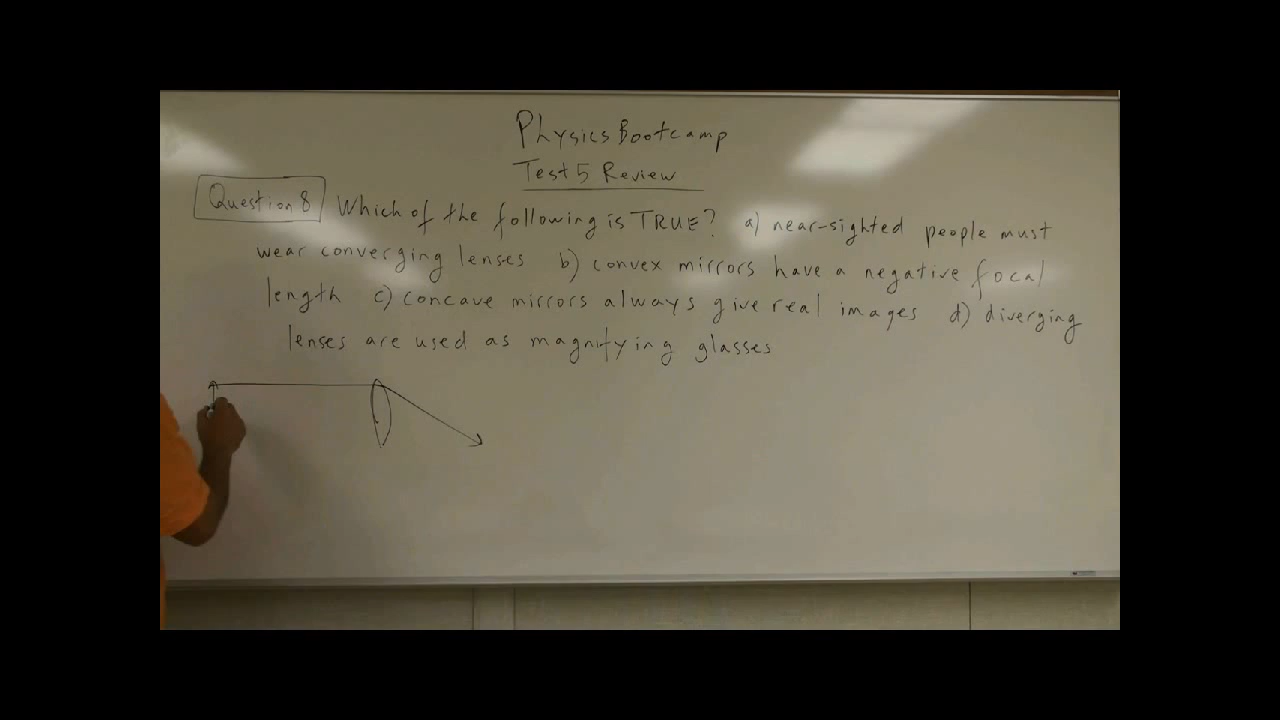 Physics Bootcamp
Test 5 Review
Question 8 Which of the following is TRUE? a) near-sighted people must
wear converging lenses b) convex mirrors have a negative focal
length c) concave mirrors always give real images d) diverging
lenses are used as magnifying glasses